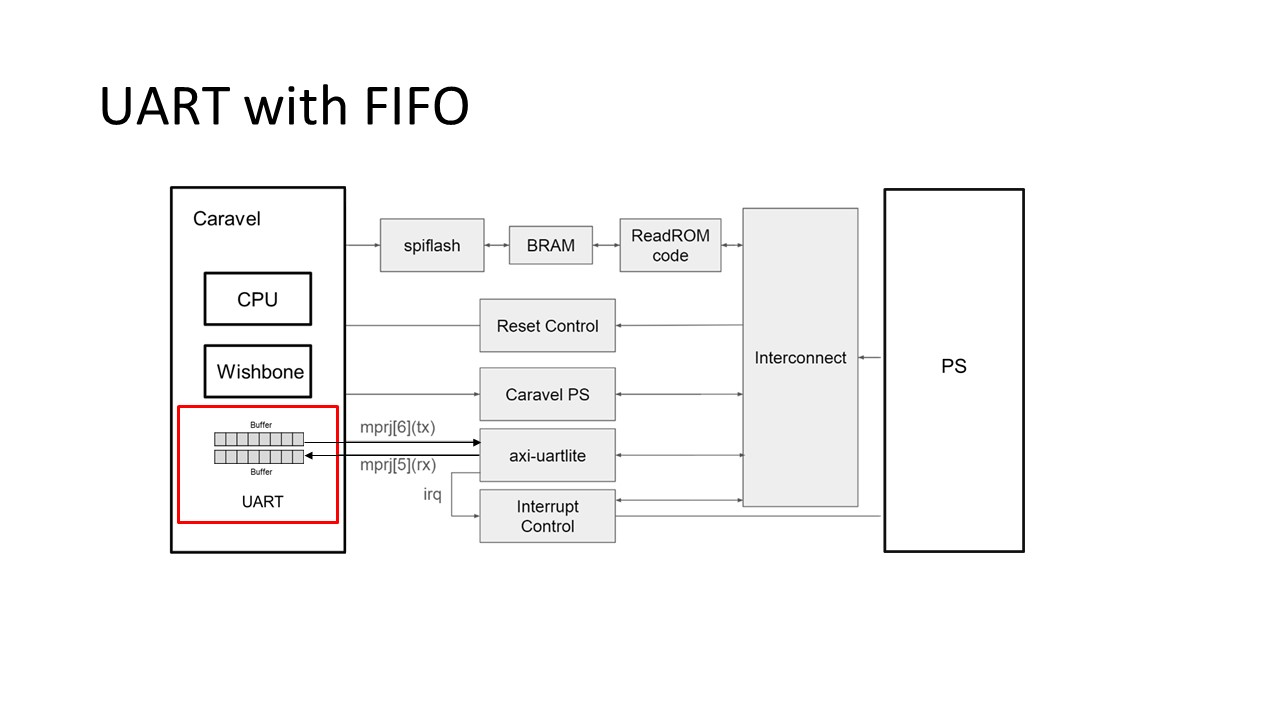 UART with FIFO
Caravel
CPU
Wishbone
Buffer
Buffer
UART
spiflash
BRAM
ReadROM
code
Reset Control
Caravel PS
mprj[6](tx)
mprj[5](rx)
axi-uartlite
irq
Interrupt
Control
Interconnect
PS